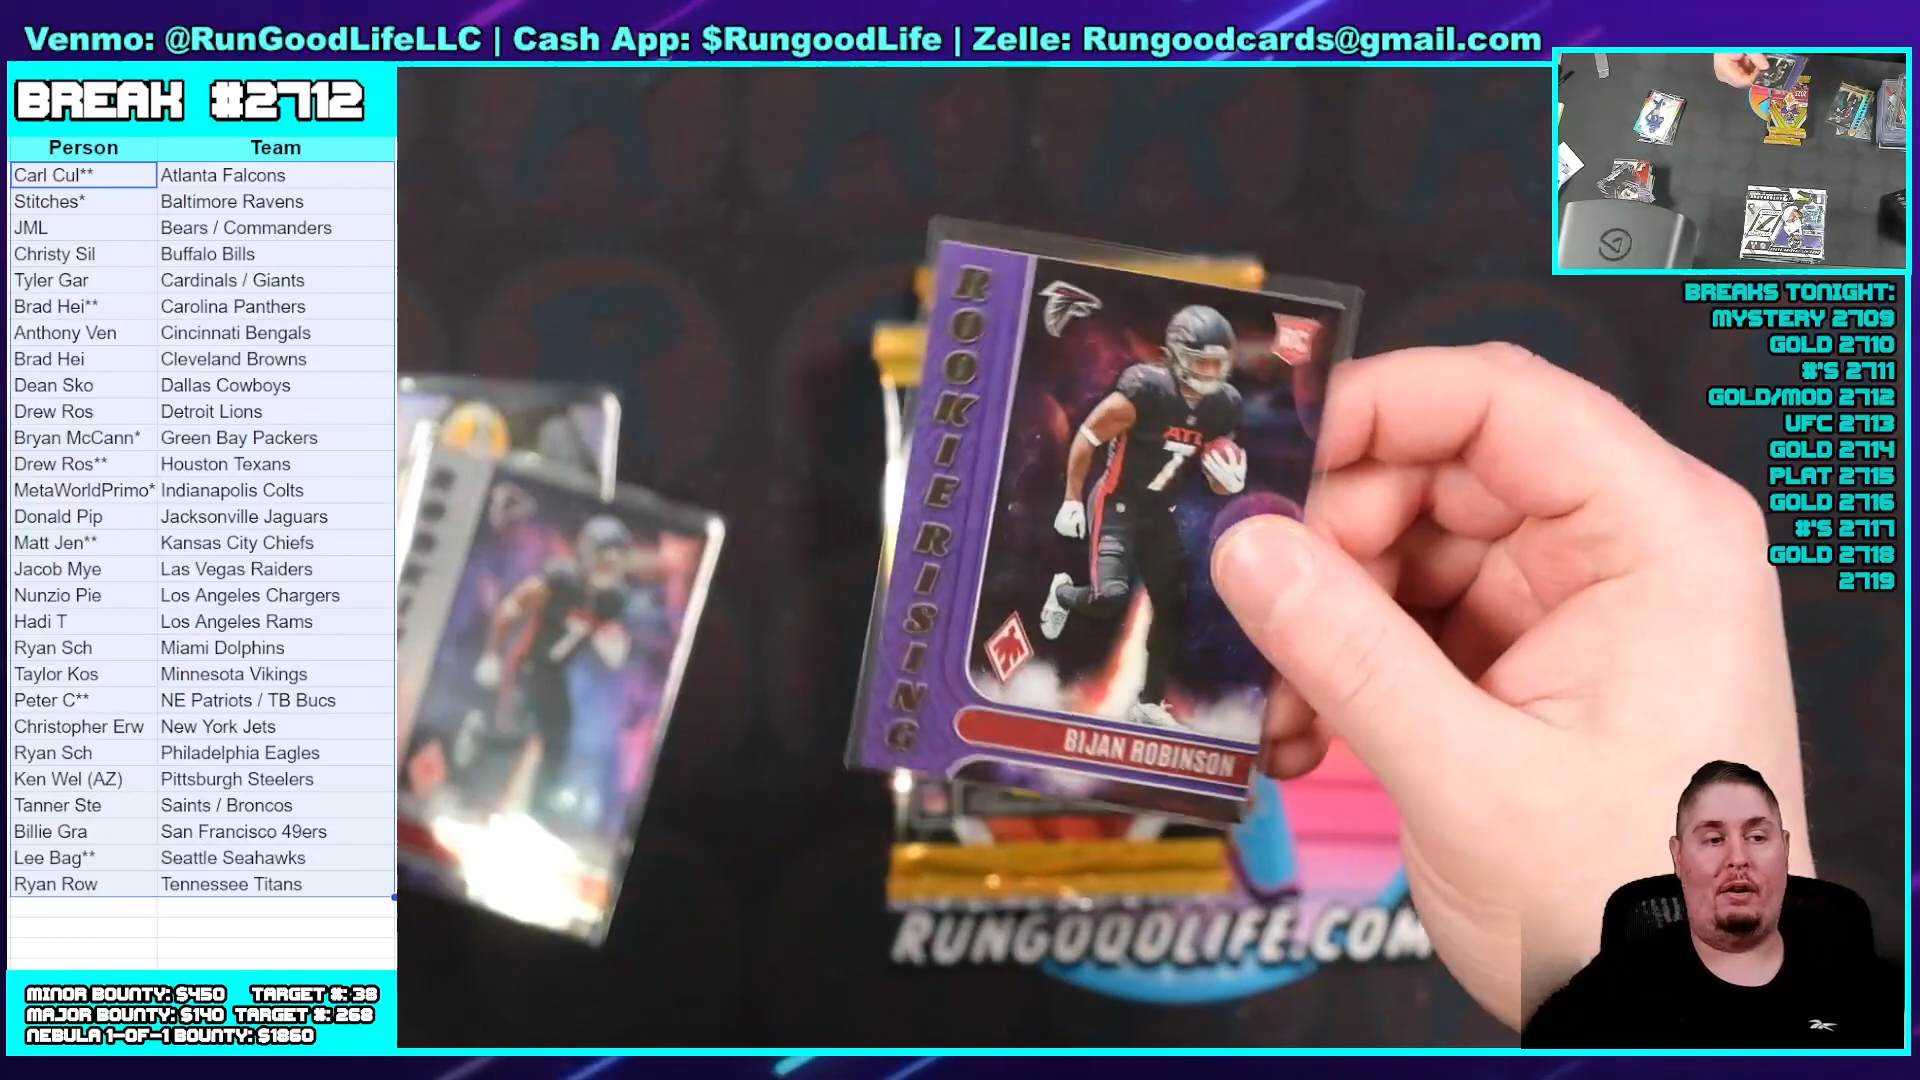 Venmo: @RunGoodLifeLLC | Cash App: $RungoodLife | Zelle: Rungoodcards@gmail.com
BREAK #2712
Person Team
Carl Cul** Atlanta Falcons
Stitches* Baltimore Ravens
JML Bears / Commanders
Christy Sil Buffalo Bills
Tyler Gar Cardinals / Giants
Brad Hei** Carolina Panthers
Anthony Ven Cincinnati Bengals
Brad Hei Cleveland Browns
Dean Sko Dallas Cowboys
Drew Ros Detroit Lions
Bryan McCann* Green Bay Packers
Drew Ros** Houston Texans
MetaWorldPrimo* Indianapolis Colts
Donald Pip Jacksonville Jaguars
Matt Jen** Kansas City Chiefs
Jacob Mye Las Vegas Raiders
Nunzio Pie Los Angeles Chargers
Hadi T Los Angeles Rams
Ryan Sch Miami Dolphins
Taylor Kos Minnesota Vikings
Peter C** NE Patriots / TB Bucs
Christopher Erw New York Jets
Ryan Sch Philadelphia Eagles
Ken Wel (AZ) Pittsburgh Steelers
Tanner Ste Saints / Broncos
Billie Gra San Francisco 49ers
Lee Bag** Seattle Seahawks
Ryan Row Tennessee Titans
MINOR BOUNTY: $450 TARGET #: 38
MAJOR BOUNTY: $140 TARGET #: 268
NEBULA 1-OF-1 BOUNTY: $1860
ROOKIE RISING
RC
ATL
7
BIJAN ROBINSON
RUNGOODLIFE.COM
BREAKS TONIGHT:
MYSTERY 2709
GOLD 2710
#'S 2711
GOLD/MOD 2712
UFC 2713
GOLD 2714
PLAT 2715
GOLD 2716
#'S 2717
GOLD 2718
2719